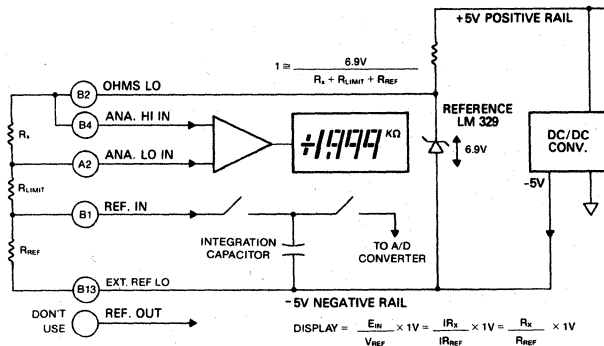 +5V POSITIVE RAIL
1 ≅ 6.9V / Rx + RLIMIT + RREF
B2 OHMS LO
B4 ANA. HI IN
A2 ANA. LO IN
B1 REF. IN
B13 EXT. REF LO
DON'T USE REF. OUT
Rx
RLIMIT
RREF
÷1.999 KΩ
REFERENCE
LM 329
6.9V
DC/DC
CONV.
-5V
INTEGRATION
CAPACITOR
TO A/D
CONVERTER
−5V NEGATIVE RAIL
DISPLAY = EIN / VREF × 1V = IRx / IRREF × 1V = Rx / RREF × 1V